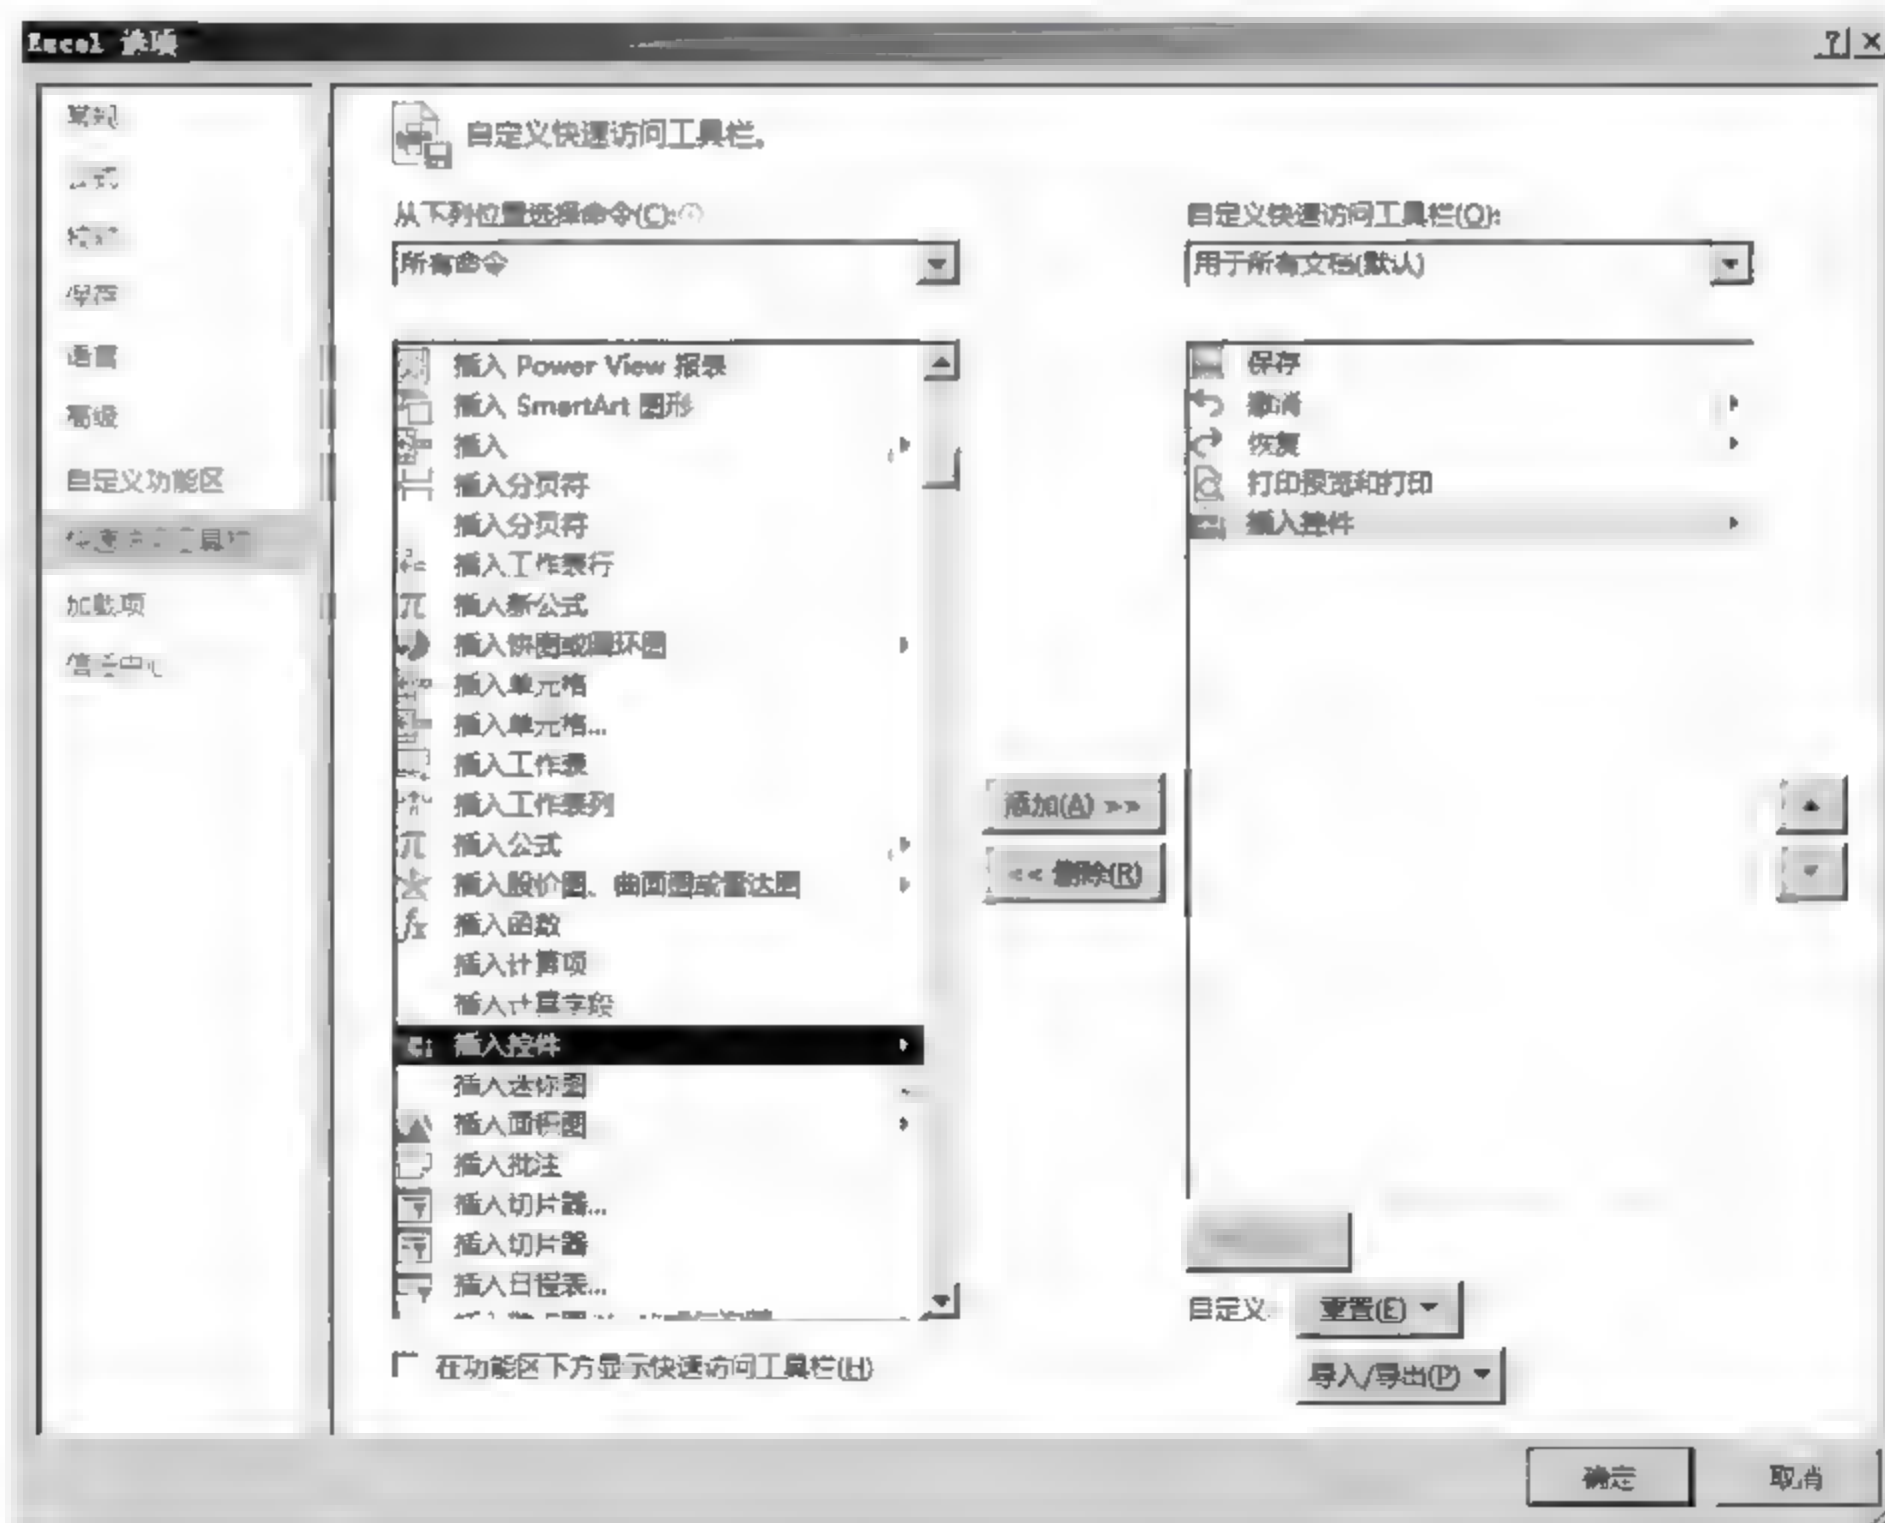 Excel 选项
常规
公式
保存
语言
高级
自定义功能区
快速访问工具栏
加载项
信任中心
自定义快速访问工具栏。
从下列位置选择命令(C):
所有命令
插入 Power View 报表
插入 SmartArt 图形
插入
插入分页符
插入分页符
插入工作表行
插入新公式
插入饼图或圆环图
插入单元格
插入单元格...
插入工作表
插入工作表列
插入公式
插入股价图、曲面图或雷达图
插入函数
插入计算项
插入计算字段
插入控件
插入迷你图
插入面积图
插入批注
插入切片器...
插入切片器
插入日程表...
在功能区下方显示快速访问工具栏(H)
添加(A) >>
<< 删除(R)
自定义快速访问工具栏(Q):
用于所有文档(默认)
保存
撤消
恢复
打印预览和打印
插入控件
自定义:
重置(E)
导入/导出(P)
确定
取消